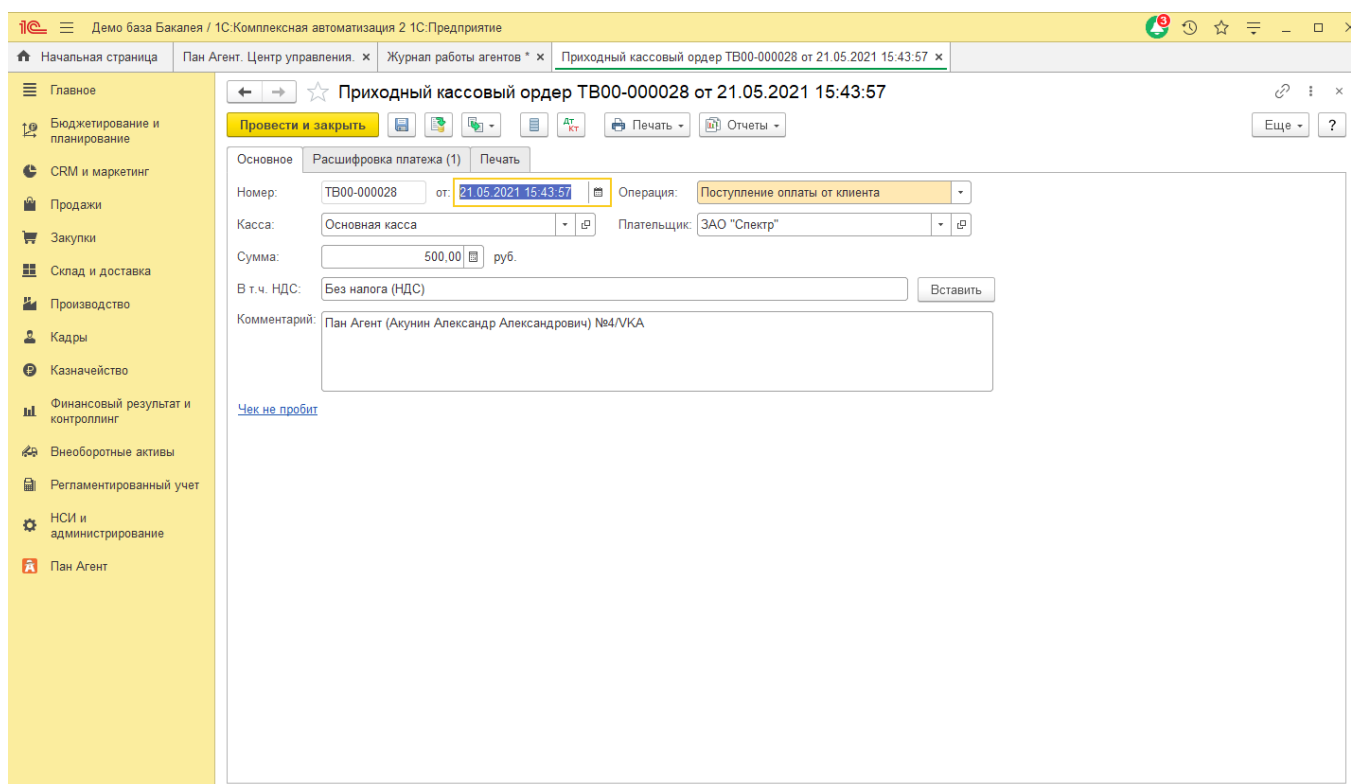 1С Демо база Бакалея / 1С:Комплексная автоматизация 2 1С:Предприятие 3
Начальная страница Пан Агент. Центр управления. × Журнал работы агентов * × Приходный кассовый ордер ТВ00-000028 от 21.05.2021 15:43:57 ×
Главное
Бюджетирование и
планирование
CRM и маркетинг
Продажи
Закупки
Склад и доставка
Производство
Кадры
Казначейство
Финансовый результат и
контроллинг
Внеоборотные активы
Регламентированный учет
НСИ и
администрирование
Пан Агент
Приходный кассовый ордер ТВ00-000028 от 21.05.2021 15:43:57
Провести и закрыть Дт Кт Печать Отчеты Еще ?
Основное Расшифровка платежа (1) Печать
Номер: ТВ00-000028 от: 21.05.2021 15:43:57 Операция: Поступление оплаты от клиента
Касса: Основная касса Плательщик: ЗАО "Спектр"
Сумма: 500,00 руб.
В т.ч. НДС: Без налога (НДС) Вставить
Комментарий: Пан Агент (Акунин Александр Александрович) №4/VKA
Чек не пробит